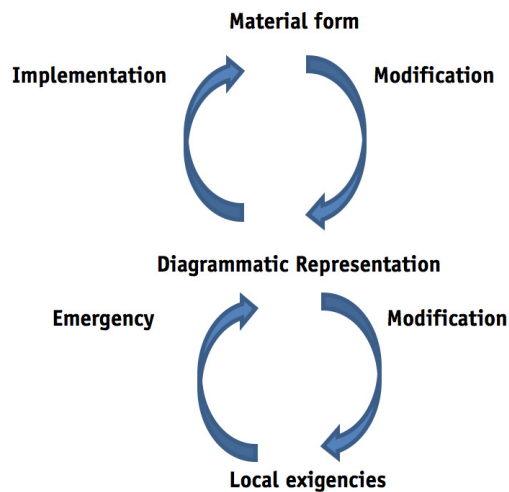 Material form
Implementation
Modification
Diagrammatic Representation
Emergency
Modification
Local exigencies